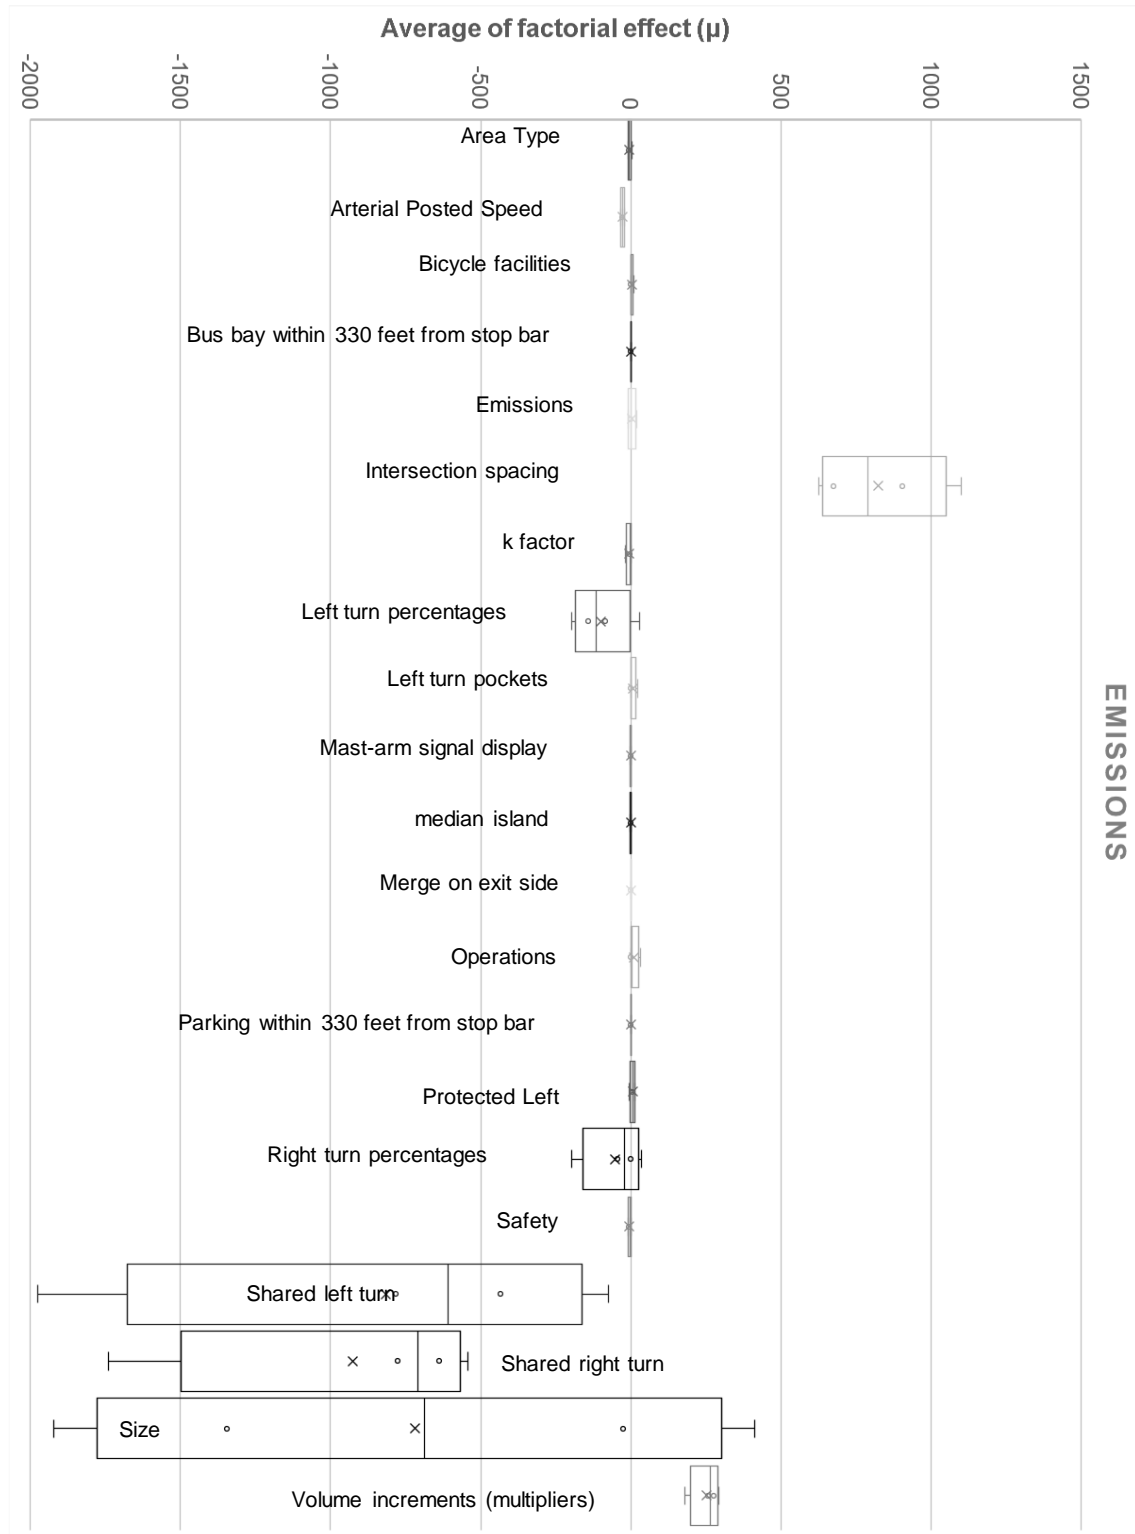 Average of factorial effect (µ)
-2000
-1500
-1000
-500
0
500
1000
1500
Area Type
Arterial Posted Speed
Bicycle facilities
Bus bay within 330 feet from stop bar
Emissions
Intersection spacing
k factor
Left turn percentages
Left turn pockets
Mast-arm signal display
median island
Merge on exit side
Operations
Parking within 330 feet from stop bar
Protected Left
Right turn percentages
Safety
Shared left turn
Shared right turn
Size
Volume increments (multipliers)
EMISSIONS